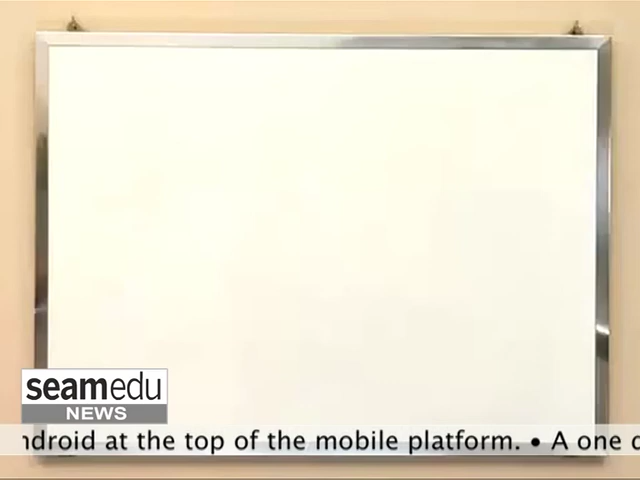 seamedu
NEWS
ndroid at the top of the mobile platform. • A one